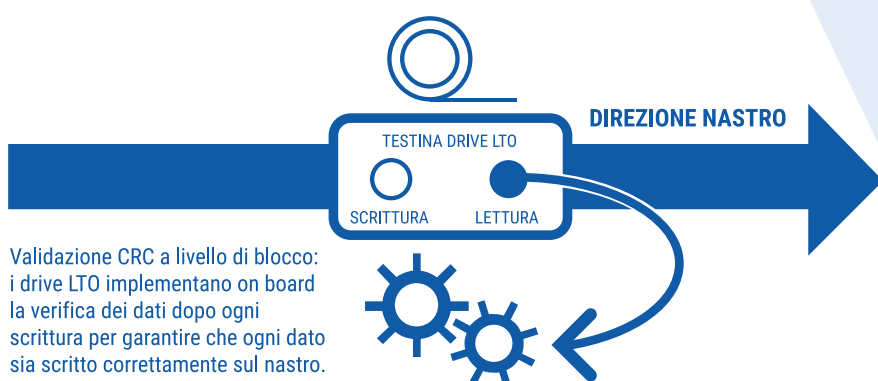 DIREZIONE NASTRO
TESTINA DRIVE LTO
SCRITTURA
LETTURA
Validazione CRC a livello di blocco:
i drive LTO implementano on board
la verifica dei dati dopo ogni
scrittura per garantire che ogni dato
sia scritto correttamente sul nastro.